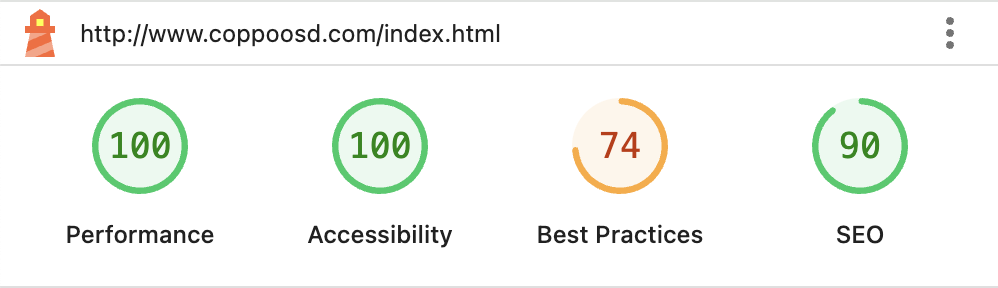 http://www.coppoosd.com/index.html
100 100 74 90
Performance Accessibility Best Practices SEO